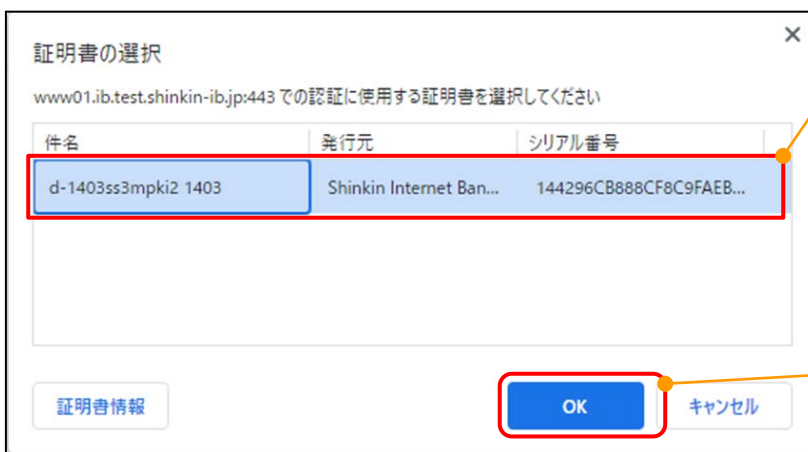 証明書の選択
www01.ib.test.shinkin-ib.jp:443 での認証に使用する証明書を選択してください
件名 発行元 シリアル番号
d-1403ss3mpki2 1403 Shinkin Internet Ban... 144296CB888CF8C9FAEB...
証明書情報 OK キャンセル